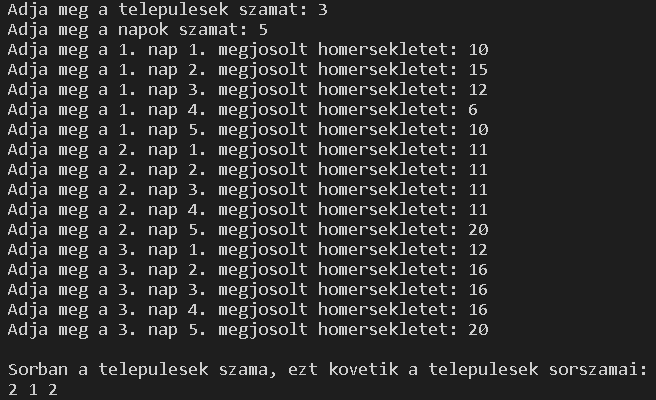 Adja meg a telepulesek szamat: 3
Adja meg a napok szamat: 5
Adja meg a 1. nap 1. megjosolt homersekletet: 10
Adja meg a 1. nap 2. megjosolt homersekletet: 15
Adja meg a 1. nap 3. megjosolt homersekletet: 12
Adja meg a 1. nap 4. megjosolt homersekletet: 6
Adja meg a 1. nap 5. megjosolt homersekletet: 10
Adja meg a 2. nap 1. megjosolt homersekletet: 11
Adja meg a 2. nap 2. megjosolt homersekletet: 11
Adja meg a 2. nap 3. megjosolt homersekletet: 11
Adja meg a 2. nap 4. megjosolt homersekletet: 11
Adja meg a 2. nap 5. megjosolt homersekletet: 20
Adja meg a 3. nap 1. megjosolt homersekletet: 12
Adja meg a 3. nap 2. megjosolt homersekletet: 16
Adja meg a 3. nap 3. megjosolt homersekletet: 16
Adja meg a 3. nap 4. megjosolt homersekletet: 16
Adja meg a 3. nap 5. megjosolt homersekletet: 20
Sorban a telepulesek szama, ezt kovetik a telepulesek sorszamai:
2 1 2